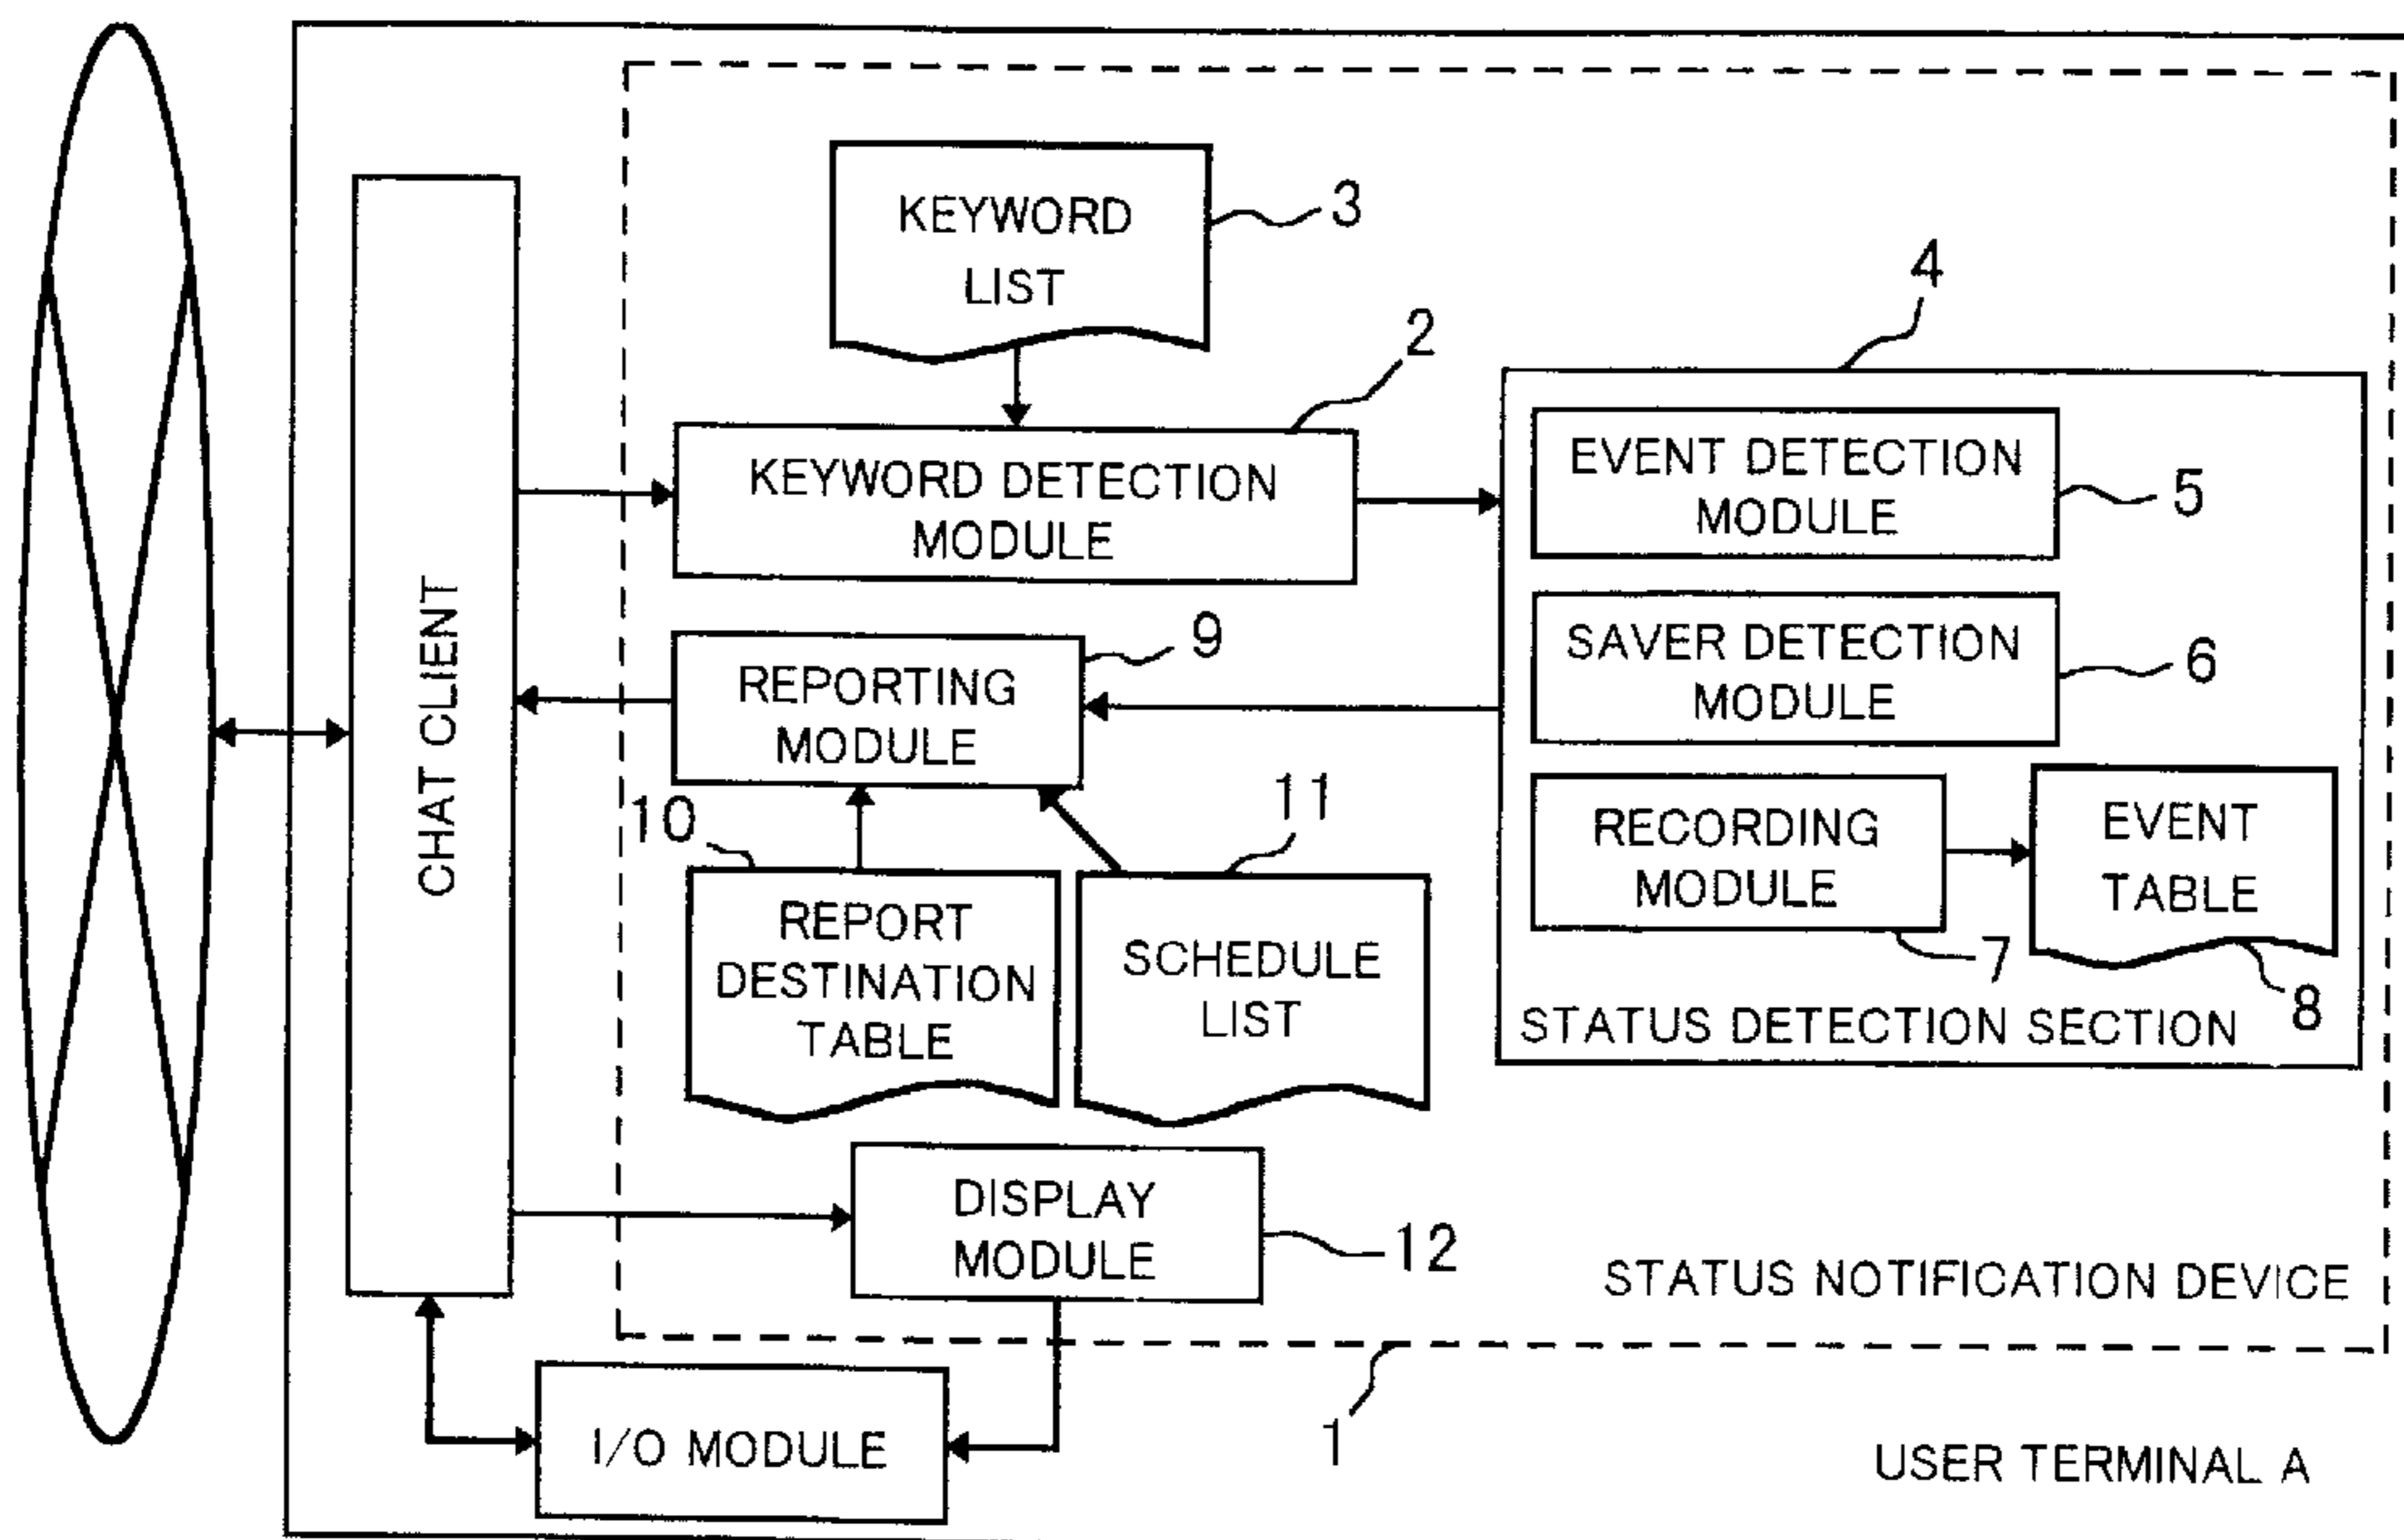 KEYWORD
LIST
3
4
2
KEYWORD DETECTION
MODULE
EVENT DETECTION
MODULE
5
CHAT CLIENT
9
REPORTING
MODULE
SAVER DETECTION
MODULE
6
10
11
RECORDING
MODULE
EVENT
TABLE
REPORT
DESTINATION
TABLE
SCHEDULE
LIST
7
8
STATUS DETECTION SECTION
DISPLAY
MODULE
12
STATUS NOTIFICATION DEVICE
1
I/O MODULE
USER TERMINAL A